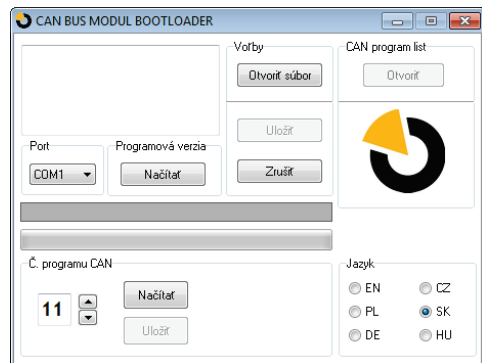 CAN BUS MODUL BOOTLOADER
Voľby
CAN program list
Otvoriť súbor
Otvoriť
Uložiť
Port
Programová verzia
COM1
Načítať
Zrušiť
Č. programu CAN
Jazyk
11
Načítať
Uložiť
EN
CZ
PL
SK
DE
HU